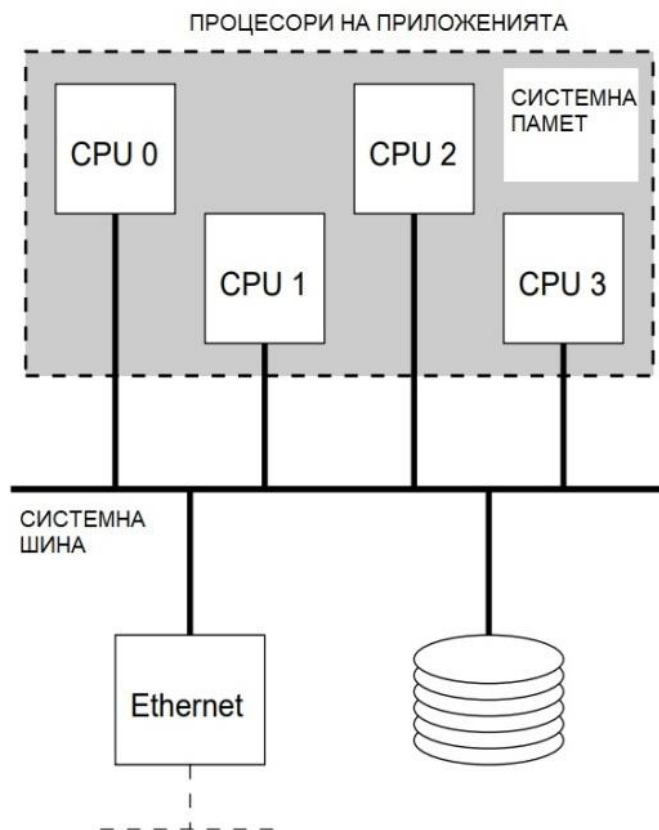 ПРОЦЕСОРИ НА ПРИЛОЖЕНИЯТА
CPU 0
CPU 2
СИСТЕМНА
ПАМЕТ
CPU 1
CPU 3
СИСТЕМНА
ШИНА
Ethernet